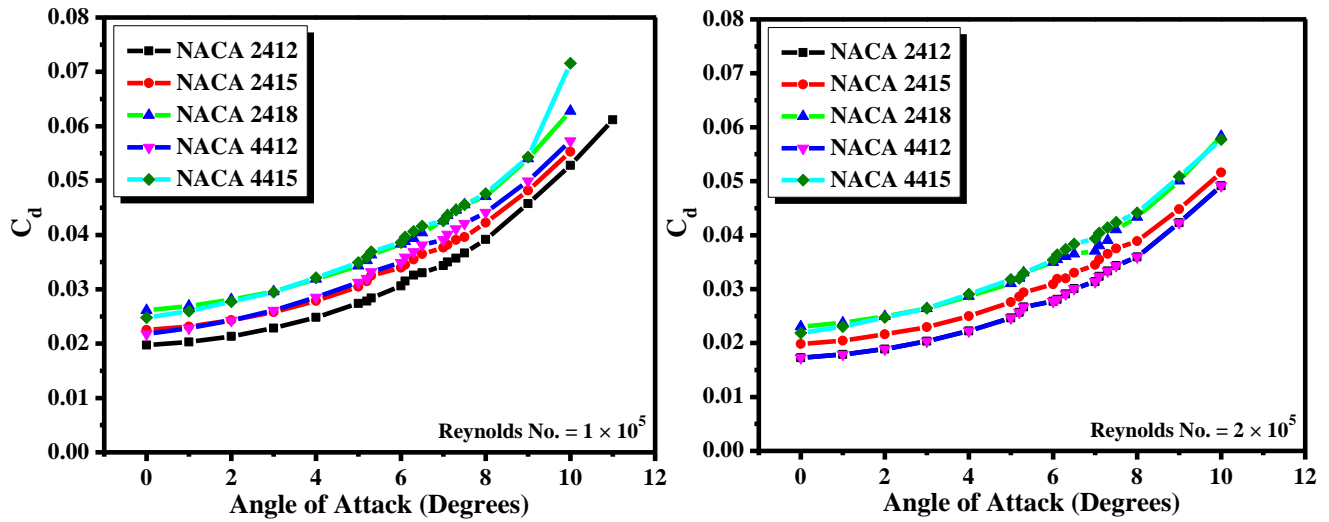 0.08
0.07
0.06
0.05
0.04
0.03
0.02
0.01
0.00
C_d
NACA 2412
NACA 2415
NACA 2418
NACA 4412
NACA 4415
Reynolds No. = 1 × 10⁵
0 2 4 6 8 10 12
Angle of Attack (Degrees)
0.08
0.07
0.06
0.05
0.04
0.03
0.02
0.01
0.00
C_d
NACA 2412
NACA 2415
NACA 2418
NACA 4412
NACA 4415
Reynolds No. = 2 × 10⁵
0 2 4 6 8 10 12
Angle of Attack (Degrees)